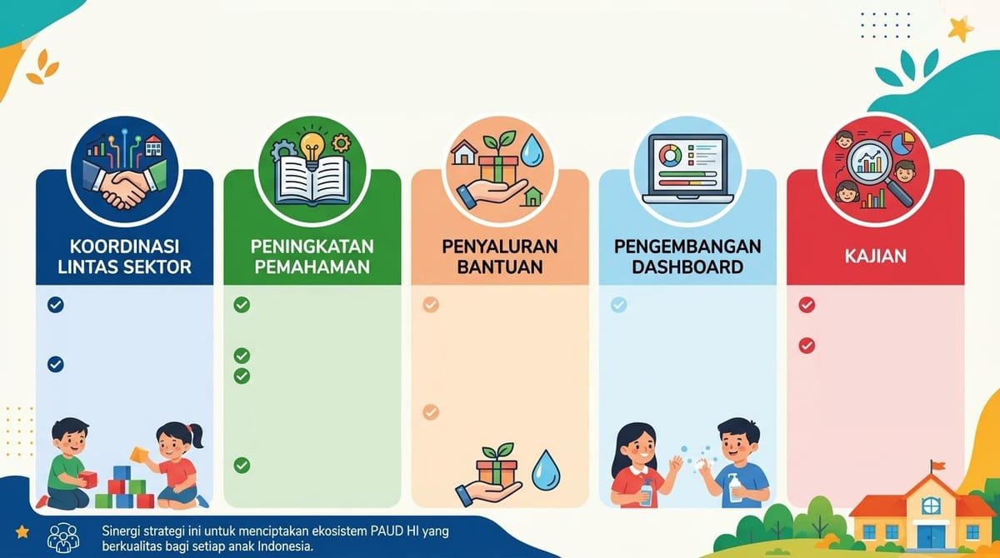 KOORDINASI
LINTAS SEKTOR
PENINGKATAN
PEMAHAMAN
PENYALURAN
BANTUAN
PENGEMBANGAN
DASHBOARD
KAJIAN
Sinergi strategi ini untuk menciptakan ekosistem PAUD HI yang
berkualitas bagi setiap anak Indonesia.